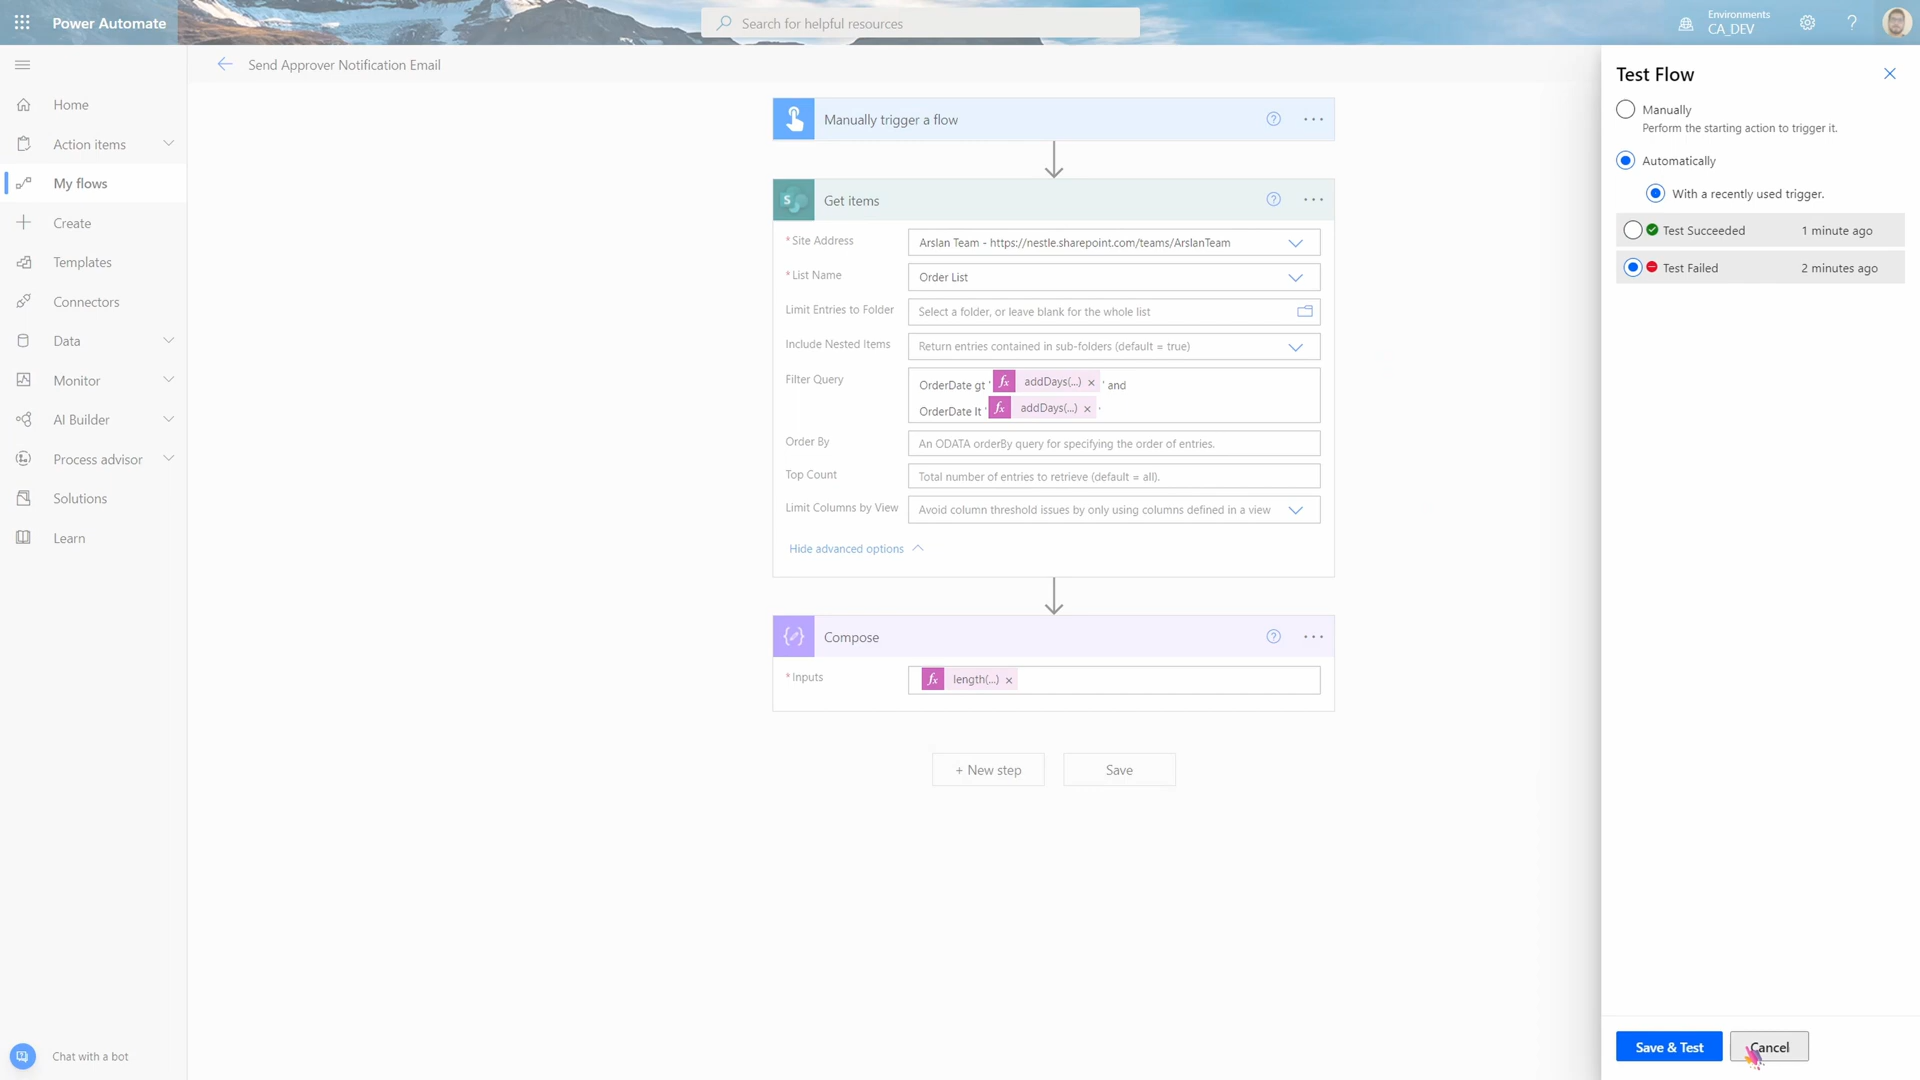 Power Automate
Search for helpful resources
Environments
CA_DEV
Send Approver Notification Email
Home
Action items
My flows
Create
Templates
Connectors
Data
Monitor
AI Builder
Process advisor
Solutions
Learn
Chat with a bot
Manually trigger a flow
Get items
* Site Address
Arslan Team - https://nestle.sharepoint.com/teams/ArslanTeam
* List Name
Order List
Limit Entries to Folder
Select a folder, or leave blank for the whole list
Include Nested Items
Return entries contained in sub-folders (default = true)
Filter Query
OrderDate gt ' fx addDays(...) × ' and
OrderDate lt ' fx addDays(...) × '
Order By
An ODATA orderBy query for specifying the order of entries.
Top Count
Total number of entries to retrieve (default = all).
Limit Columns by View
Avoid column threshold issues by only using columns defined in a view
Hide advanced options
Compose
* Inputs
fx length(...) ×
+ New step
Save
Test Flow
Manually
Perform the starting action to trigger it.
Automatically
With a recently used trigger.
Test Succeeded 1 minute ago
Test Failed 2 minutes ago
Save & Test
Cancel